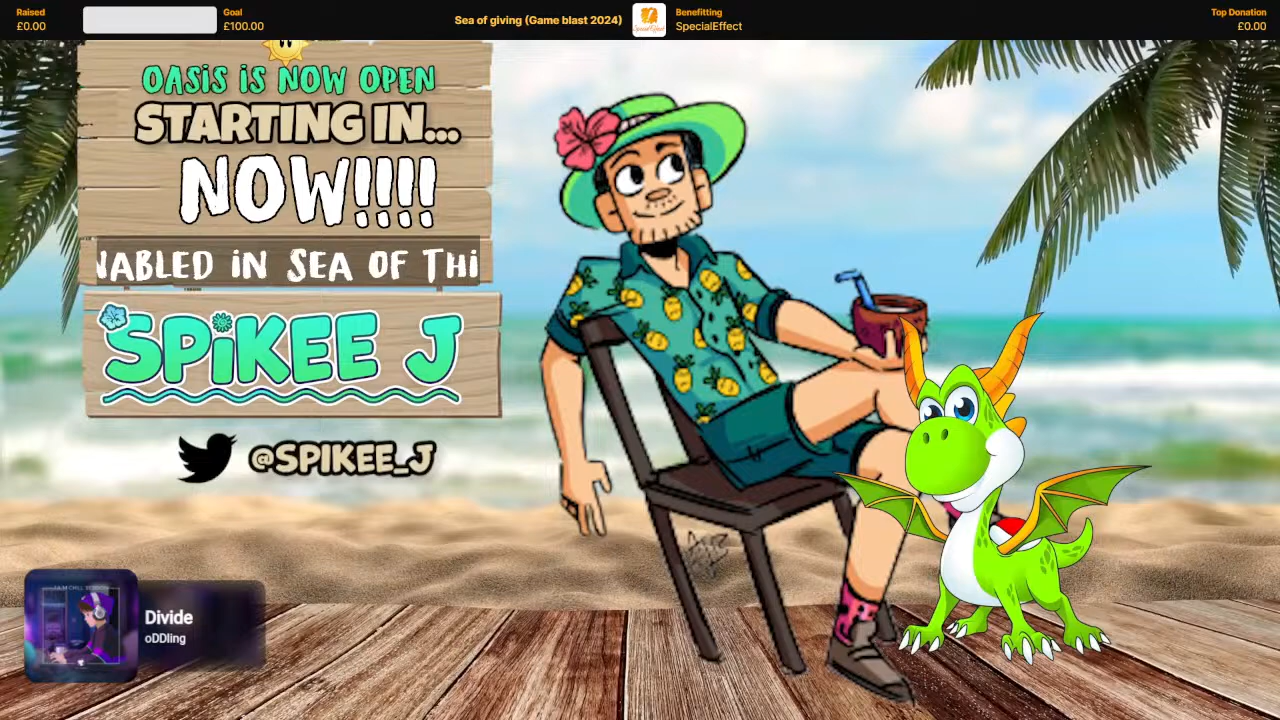 Raised
£0.00
Goal
£100.00
Sea of giving (Game blast 2024)
SpecialEffect
Benefitting
SpecialEffect
Top Donation
£0.00
OASiS iS NOW OPEN
STARTING IN...
NOW!!!!
NABLED iN SEA OF THi
SPiKEE J
@SPIKEE_J
Divide
oDDling